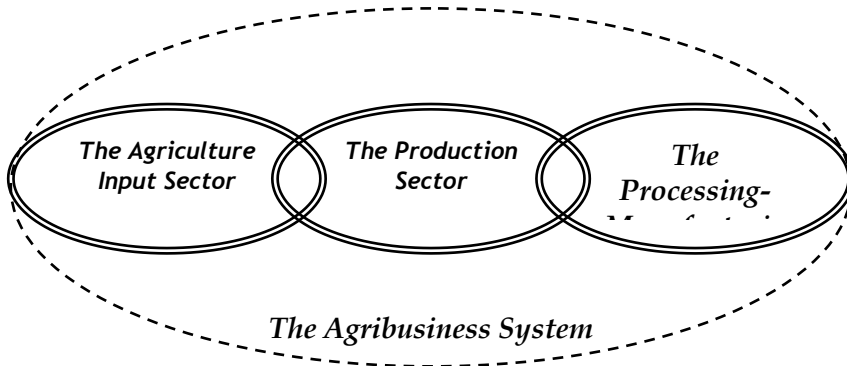 The Agriculture
Input Sector
The Production
Sector
The
Processing-
The Agribusiness System